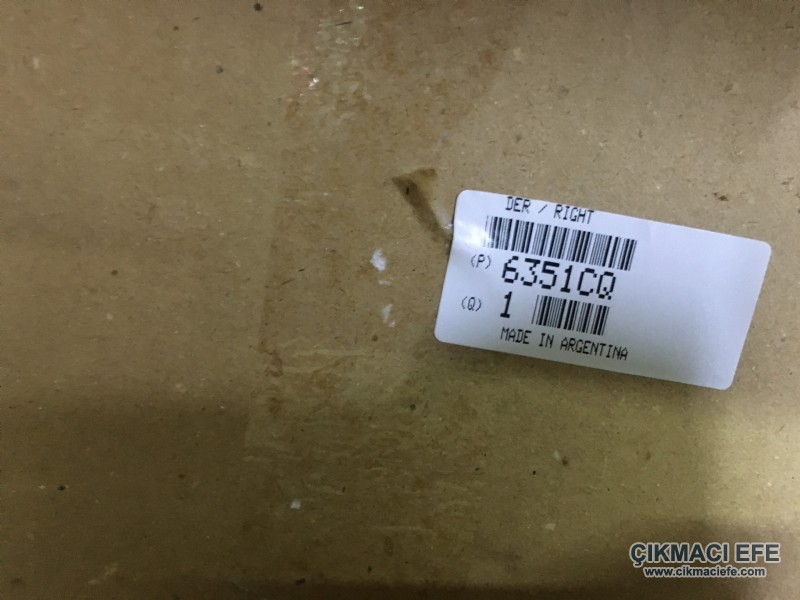 DER / RIGHT
(P) 6351CQ
(Q) 1
MADE IN ARGENTINA
ÇIKMACI EFE
www.cikmaciefe.com